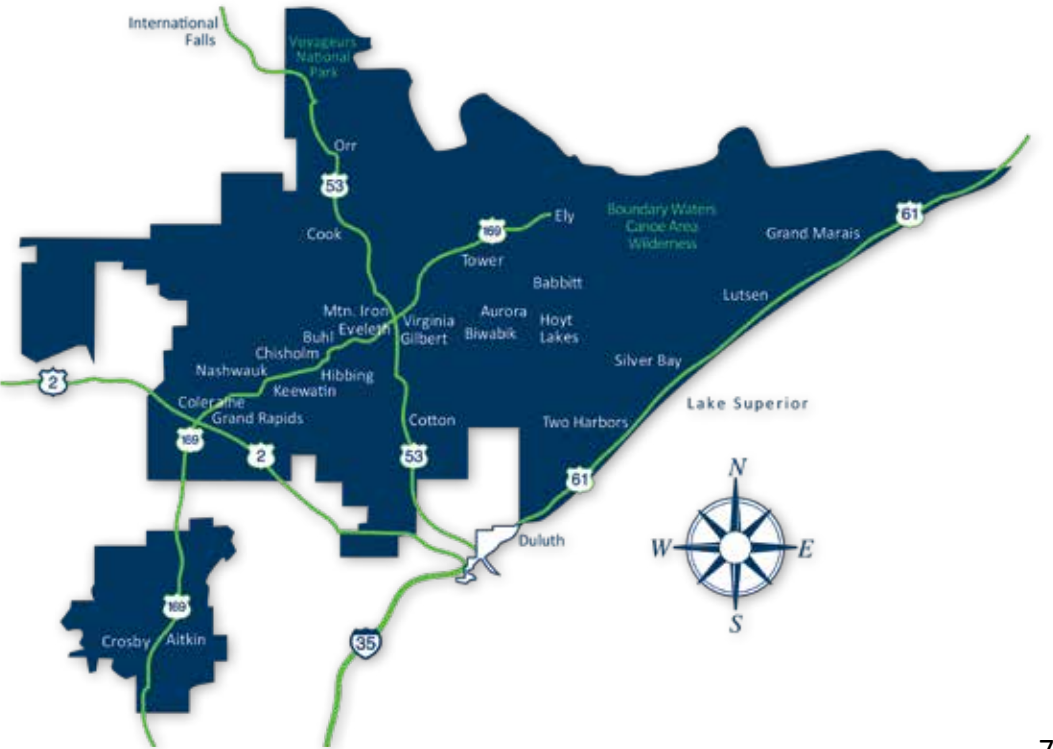 International
Falls
Voyageurs
National
Park
Orr
53
Cook
169
Ely
Tower
Boundary Waters
Canoe Area
Wilderness
61
Grand Marais
Babbitt
Lutsen
Mtn. Iron
Virginia
Aurora
Hoyt
Lakes
Eveleth
Gilbert
Biwabik
Buhl
Chisholm
Silver Bay
Nashwauk
Hibbing
2
Keewatin
Coleraine
Lake Superior
Grand Rapids
Cotton
Two Harbors
169
2
53
61
N
Duluth
W
E
S
169
Crosby
Aitkin
35
7